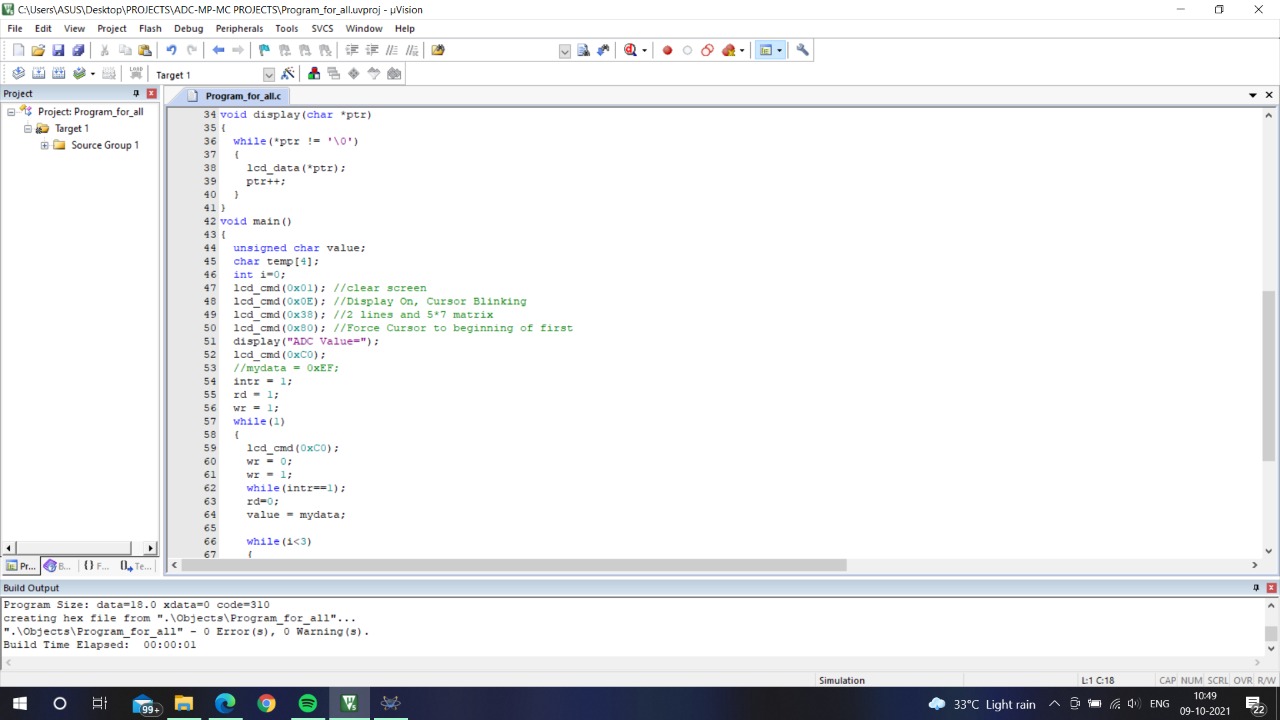 C:\Users\ASUS\Desktop\PROJECTS\ADC-MP-MC PROJECTS\Program_for_all.uvproj - µVision
File Edit View Project Flash Debug Peripherals Tools SVCS Window Help
LOAD Target 1
Project
Project: Program_for_all
Target 1
Source Group 1
Pr... B... {} F... 0, Te...
Program_for_all.c
34 void display(char *ptr)
35 {
36 while(*ptr != '\0')
37 {
38 lcd_data(*ptr);
39 ptr++;
40 }
41 }
42 void main()
43 {
44 unsigned char value;
45 char temp[4];
46 int i=0;
47 lcd_cmd(0x01); //clear screen
48 lcd_cmd(0x0E); //Display On, Cursor Blinking
49 lcd_cmd(0x38); //2 lines and 5*7 matrix
50 lcd_cmd(0x80); //Force Cursor to beginning of first
51 display("ADC Value=");
52 lcd_cmd(0xC0);
53 //mydata = 0xEF;
54 intr = 1;
55 rd = 1;
56 wr = 1;
57 while(1)
58 {
59 lcd_cmd(0xC0);
60 wr = 0;
61 wr = 1;
62 while(intr==1);
63 rd=0;
64 value = mydata;
65
66 while(i<3)
67 {
Build Output
Program Size: data=18.0 xdata=0 code=310
creating hex file from ".\Objects\Program_for_all"...
".\Objects\Program_for_all" - 0 Error(s), 0 Warning(s).
Build Time Elapsed: 00:00:01
Simulation L:1 C:18 CAP NUM SCRL OVR R/W
99+ 33°C Light rain ENG 10:49
09-10-2021 22